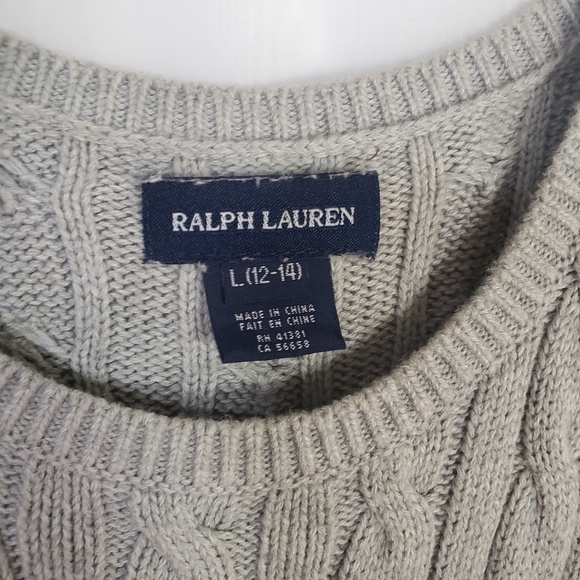 RALPH LAUREN
L (12-14)
MADE IN CHINA
FAIT EN CHINE
RN 41381
CA 56658